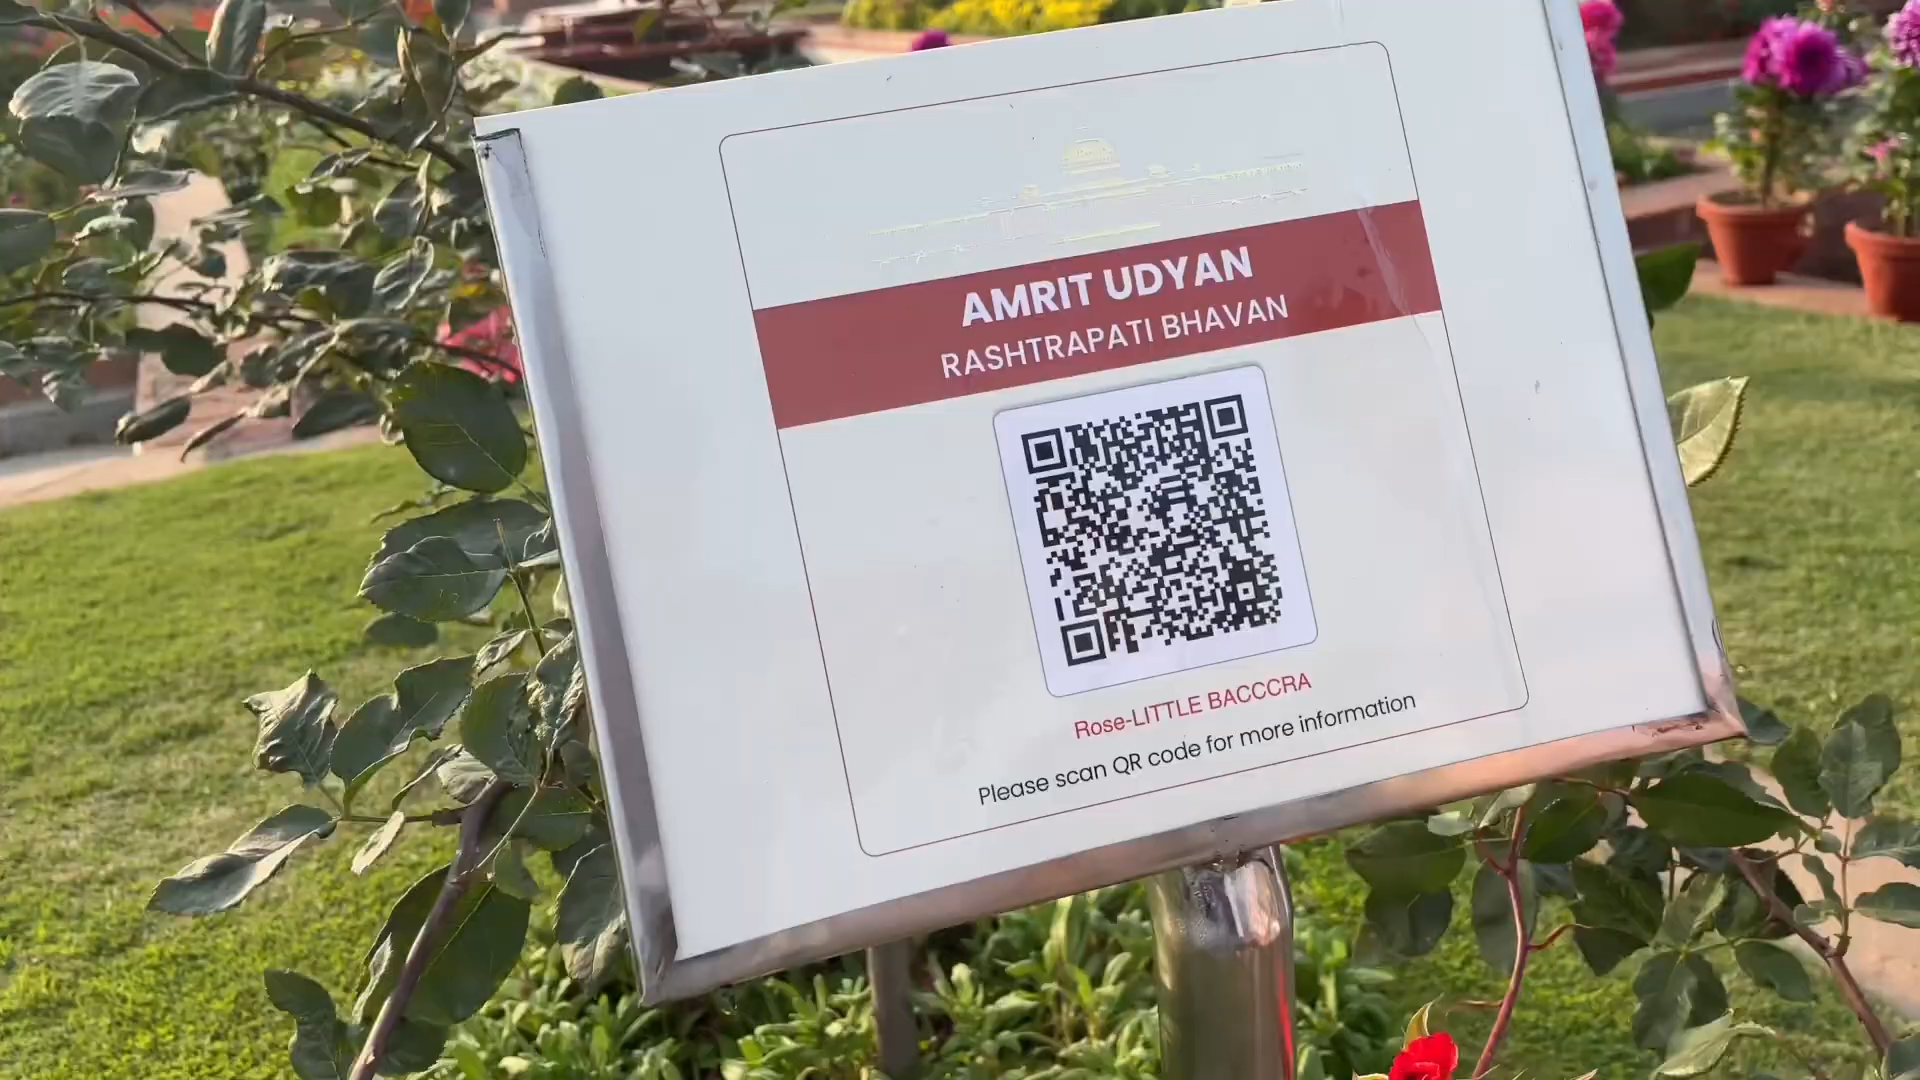 AMRIT UDYAN
RASHTRAPATI BHAVAN
Rose-LITTLE BACCCRA
Please scan QR code for more information